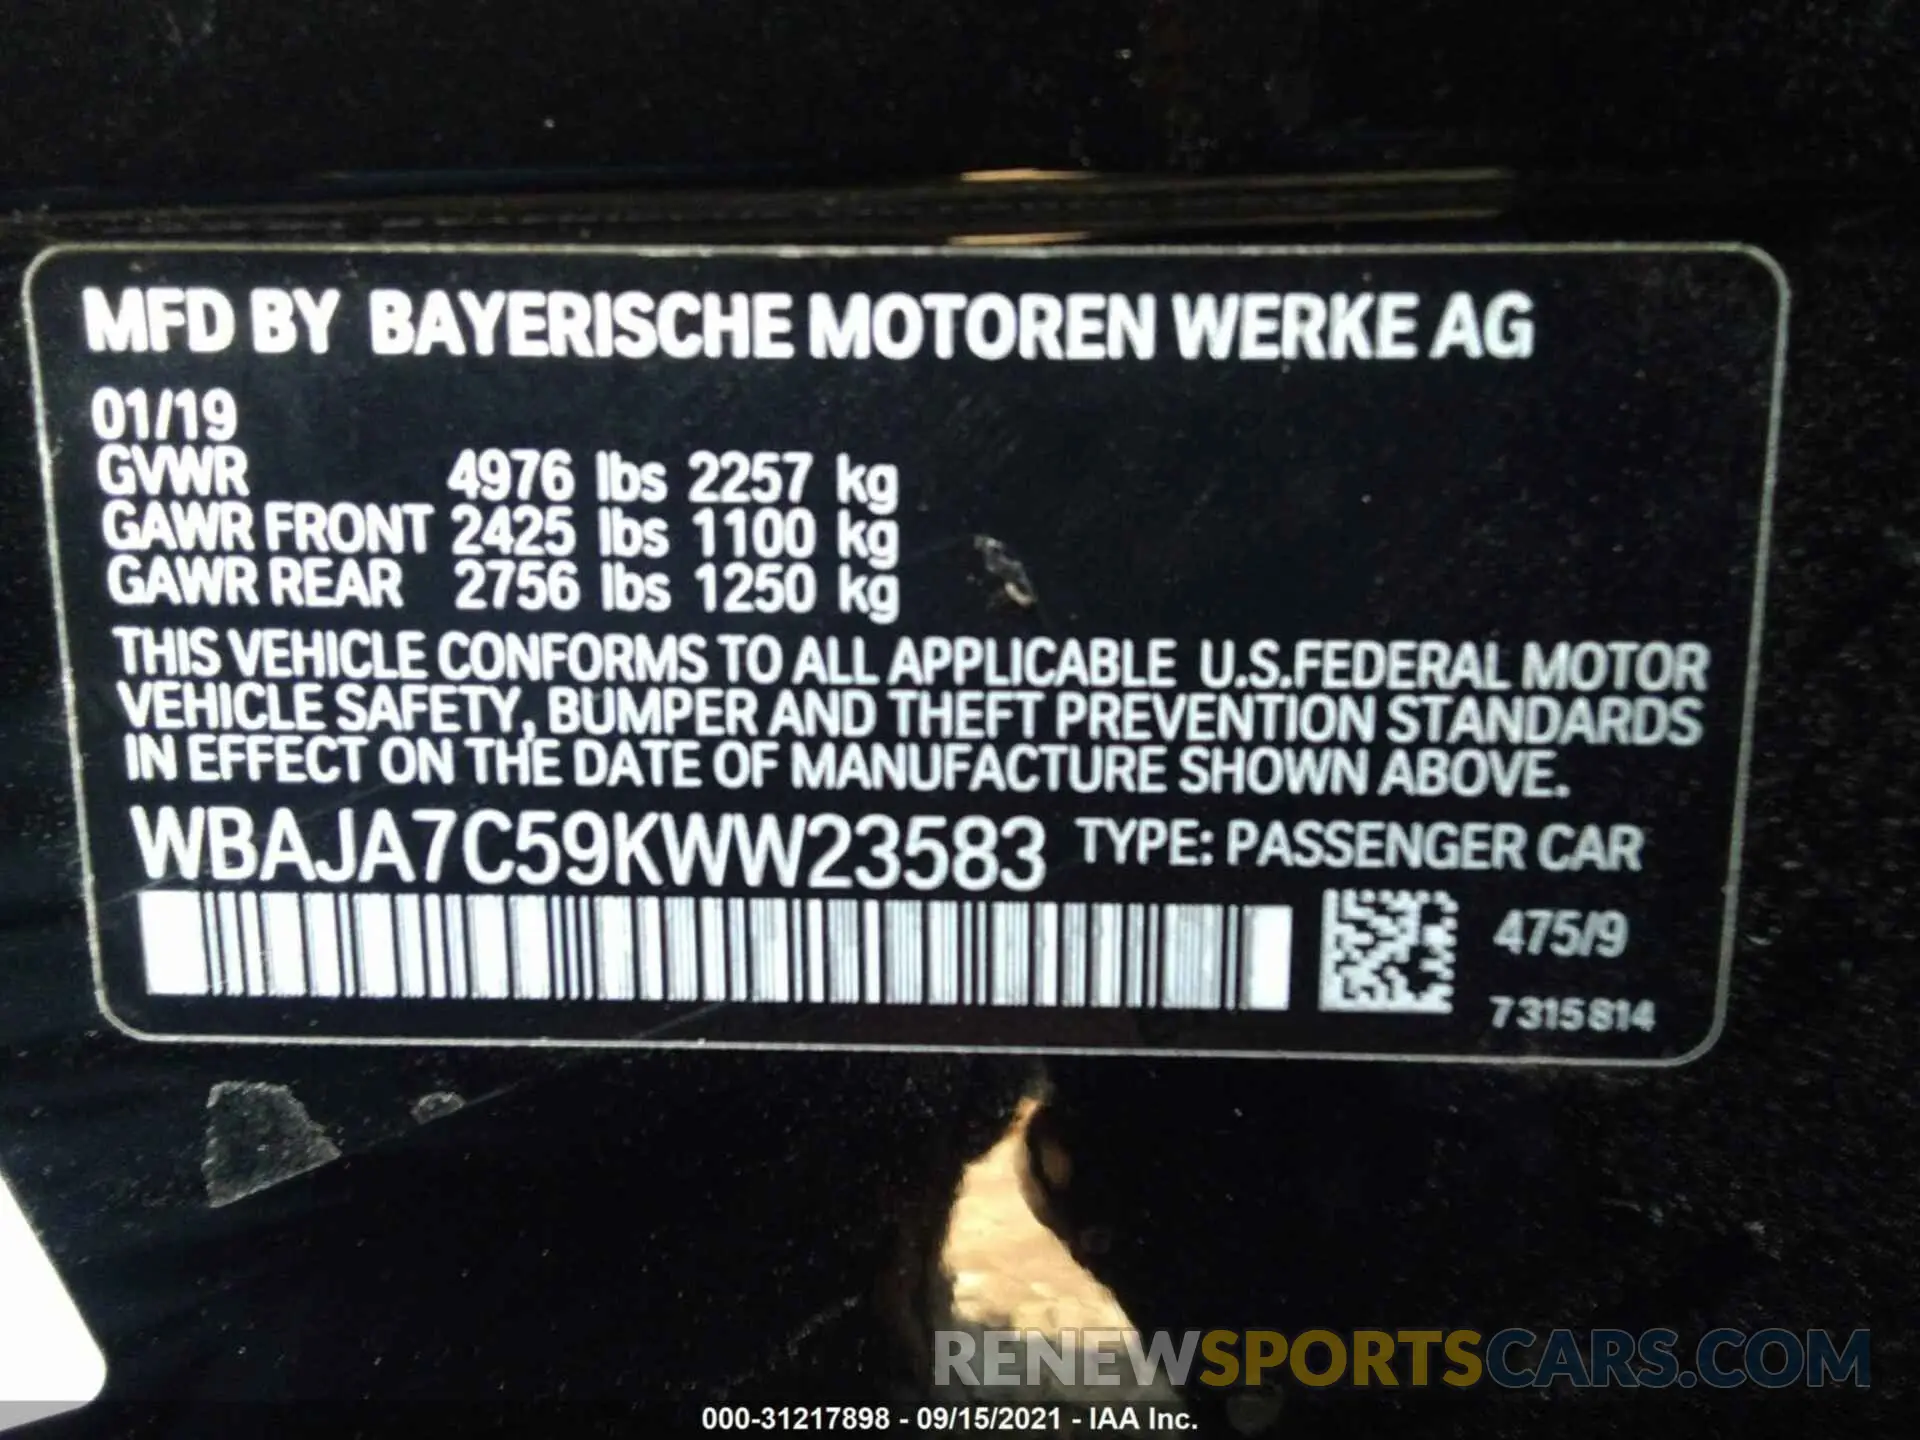 MFD BY BAYERISCHE MOTOREN WERKE AG
01/19
GVWR 4976 lbs 2257 kg
GAWR FRONT 2425 lbs 1100 kg
GAWR REAR 2756 lbs 1250 kg
THIS VEHICLE CONFORMS TO ALL APPLICABLE U.S.FEDERAL MOTOR
VEHICLE SAFETY, BUMPER AND THEFT PREVENTION STANDARDS
IN EFFECT ON THE DATE OF MANUFACTURE SHOWN ABOVE.
WBAJA7C59KWW23583 TYPE: PASSENGER CAR
475/9
7315814
RENEWSPORTSCARS.COM
000-31217898 - 09/15/2021 - IAA Inc.